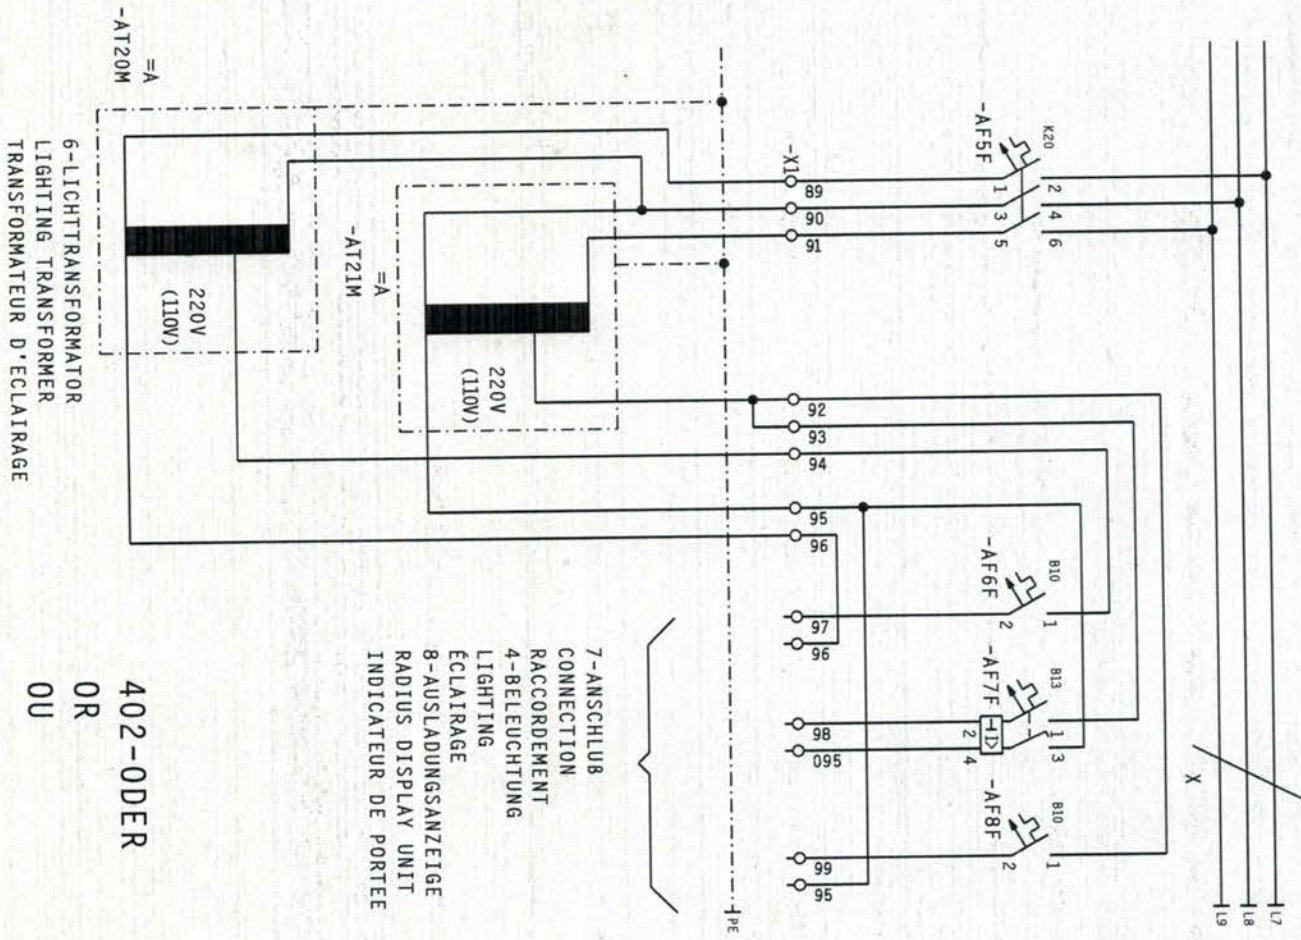 L7
L8
L9
X
K20
-AF5F
2
4
6
1
3
5
-X1
89
90
91
92
93
94
95
96
97
96
98
095
99
95
B10
-AF6F
1
2
B13
-AF7F
1
3
I>
2
4
B10
-AF8F
1
2
PE
=A
-AT20M
220V
(110V)
=A
-AT21M
220V
(110V)
7-ANSCHLUB
CONNECTION
RACCORDEMENT
4-BELEUCHTUNG
LIGHTING
ÉCLAIRAGE
8-AUSLADUNGSANZEIGE
RADIUS DISPLAY UNIT
INDICATEUR DE PORTEE
6-LICHTTRANSFORMATOR
LIGHTING TRANSFORMER
TRANSFORMATEUR D'ECLAIRAGE
402-ODER
OR
OU